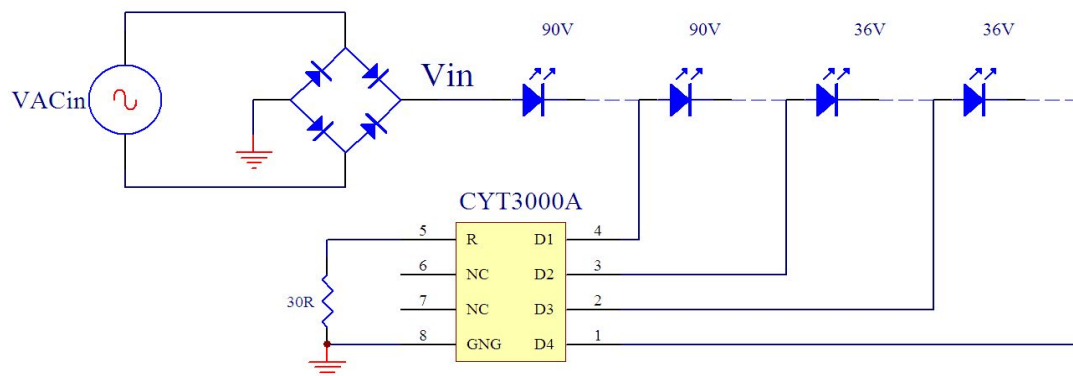 90V 90V 36V 36V
Vin
VACin
CYT3000A
5 R D1 4
6 NC D2 3
7 NC D3 2
30R
8 GNG D4 1